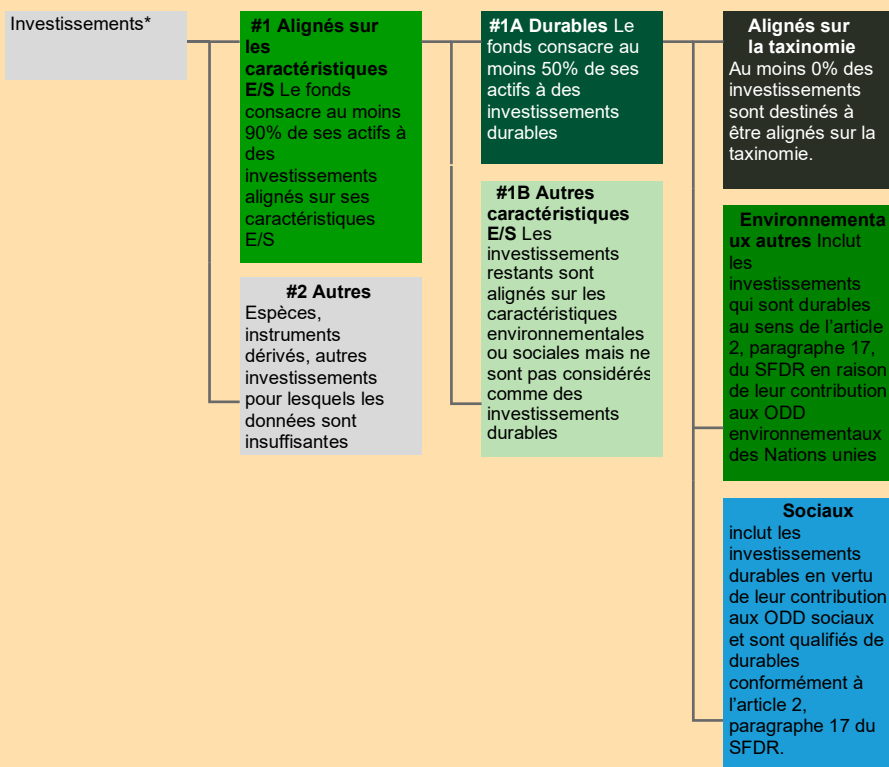 Investissements*
#1 Alignés sur
les
caractéristiques
E/S Le fonds
consacre au moins
90% de ses actifs à
des
investissements
alignés sur ses
caractéristiques
E/S
#2 Autres
Espèces,
instruments
dérivés, autres
investissements
pour lesquels les
données sont
insuffisantes
#1A Durables Le
fonds consacre au
moins 50% de ses
actifs à des
investissements
durables
#1B Autres
caractéristiques
E/S Les
investissements
restants sont
alignés sur les
caractéristiques
environnementales
ou sociales mais ne
sont pas considérés
comme des
investissements
durables
Alignés sur
la taxinomie
Au moins 0% des
investissements
sont destinés à
être alignés sur la
taxinomie.
Environnementa
ux autres Inclut
les
investissements
qui sont durables
au sens de l'article
2, paragraphe 17,
du SFDR en raison
de leur contribution
aux ODD
environnementaux
des Nations unies
Sociaux
inclut les
investissements
durables en vertu
de leur contribution
aux ODD sociaux
et sont qualifiés de
durables
conformément à
l'article 2,
paragraphe 17 du
SFDR.